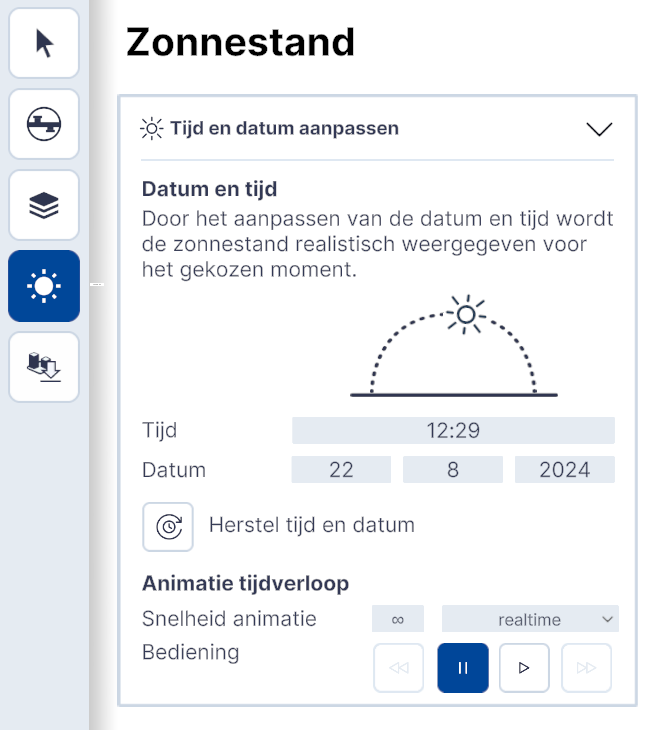 Zonnestand
Tijd en datum aanpassen
Datum en tijd
Door het aanpassen van de datum en tijd wordt
de zonnestand realistisch weergegeven voor
het gekozen moment.
Tijd 12:29
Datum 22 8 2024
Herstel tijd en datum
Animatie tijdverloop
Snelheid animatie ∞ realtime
Bediening